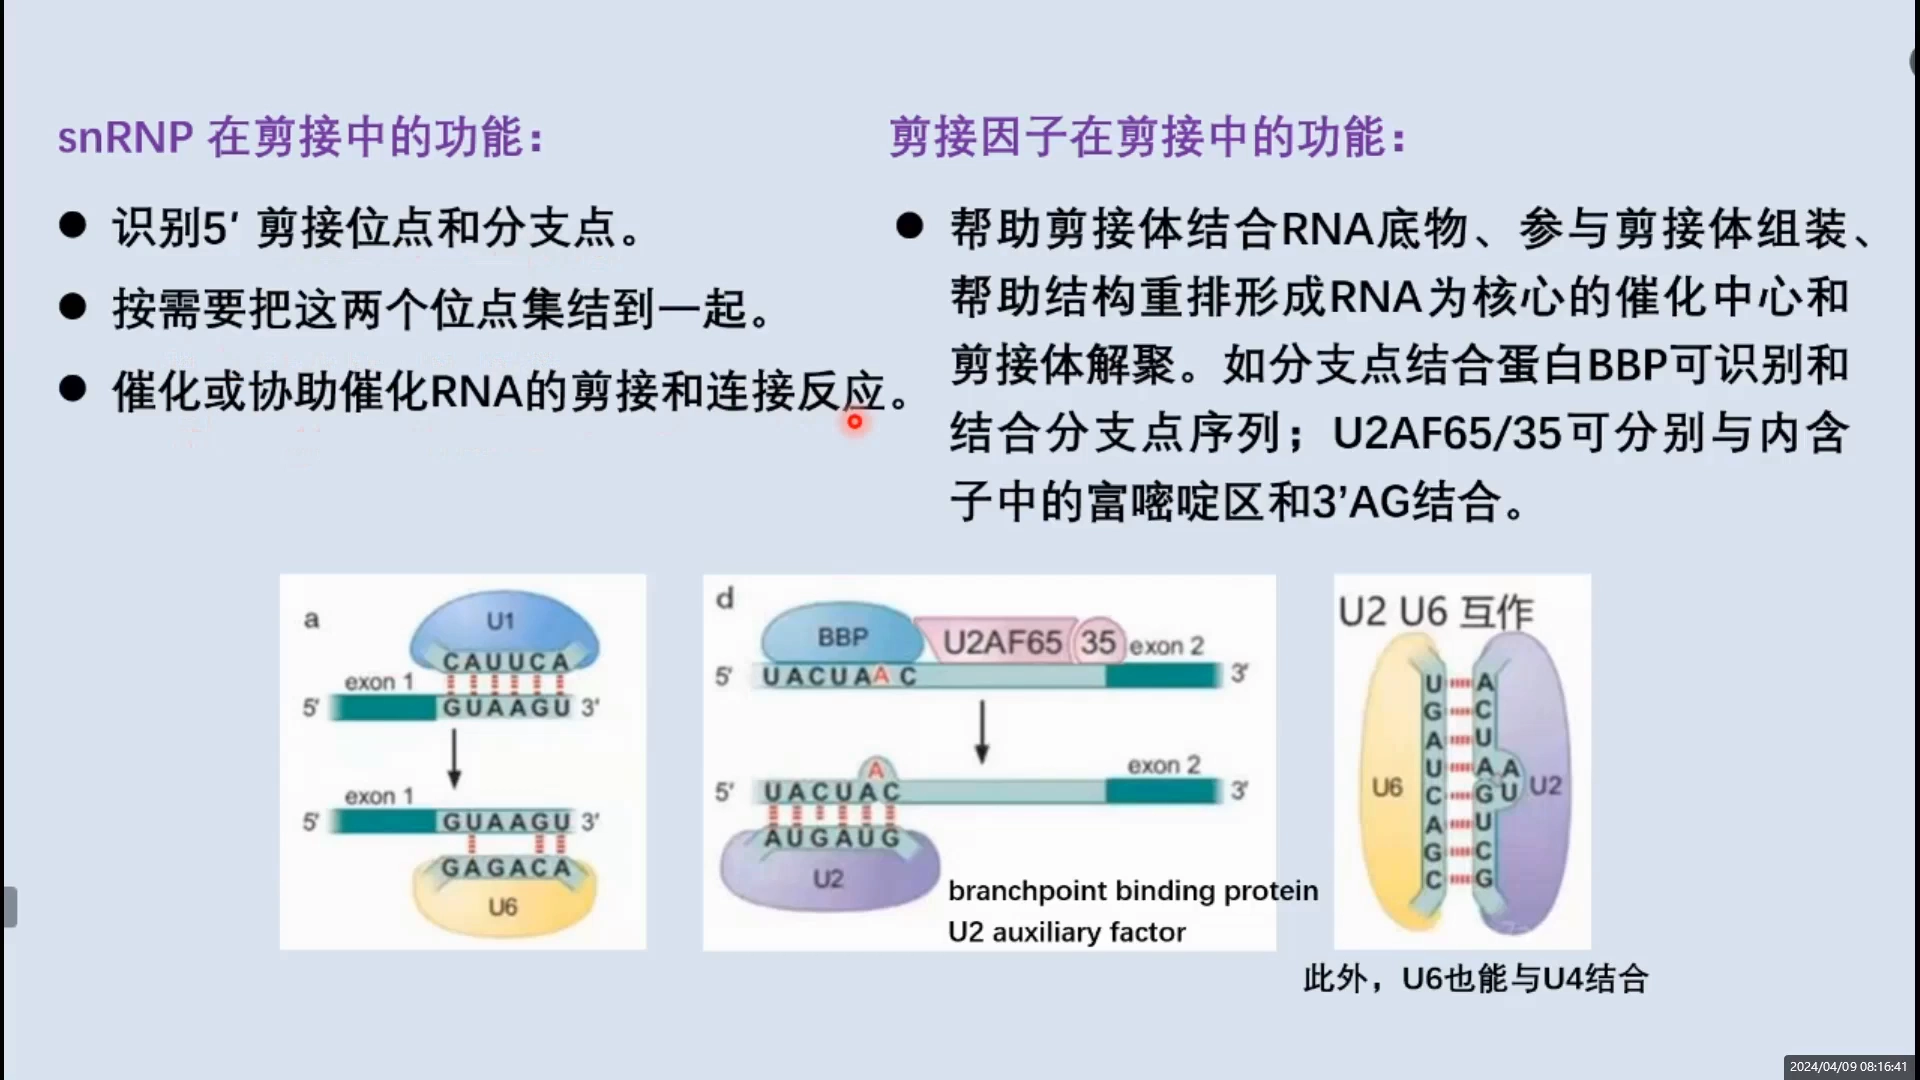 snRNP 在剪接中的功能：
● 识别5′ 剪接位点和分支点。
● 按需要把这两个位点集结到一起。
● 催化或协助催化RNA的剪接和连接反应。
剪接因子在剪接中的功能：
● 帮助剪接体结合RNA底物、参与剪接体组装、
帮助结构重排形成RNA为核心的催化中心和
剪接体解聚。如分支点结合蛋白BBP可识别和
结合分支点序列；U2AF65/35可分别与内含
子中的富嘧啶区和3’AG结合。
a
U1
CAUUCA
exon 1
5′ GUAAGU 3′
exon 1
5′ GUAAGU 3′
GAGACA
U6
d
BBP U2AF65 35 exon 2
5′ UACUAAC 3′
A exon 2
5′ UACUAC 3′
AUGAUG
U2
branchpoint binding protein
U2 auxiliary factor
U2 U6 互作
U A
G C
A U
U A A
U6 C G U U2
A U
G C
C G
此外，U6也能与U4结合
2024/04/09 08:16:41